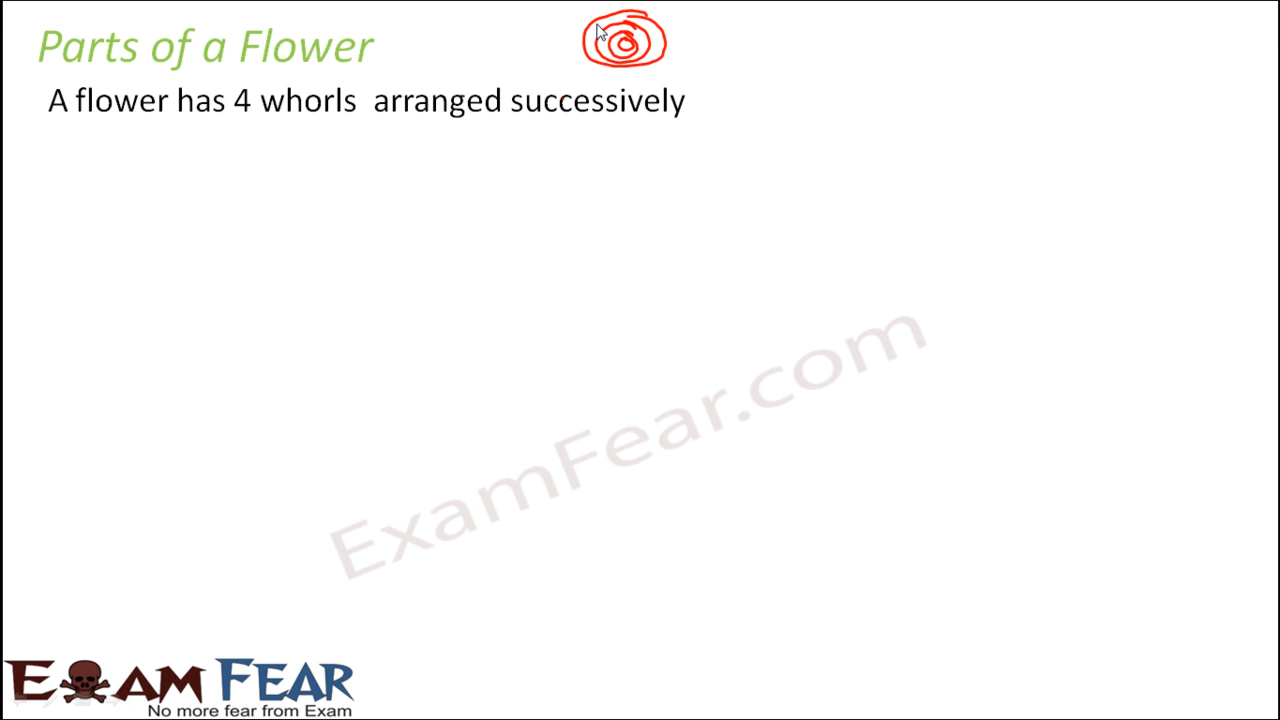 Parts of a Flower
A flower has 4 whorls arranged successively
ExamFear.com
EXAM FEAR
No more fear from Exam